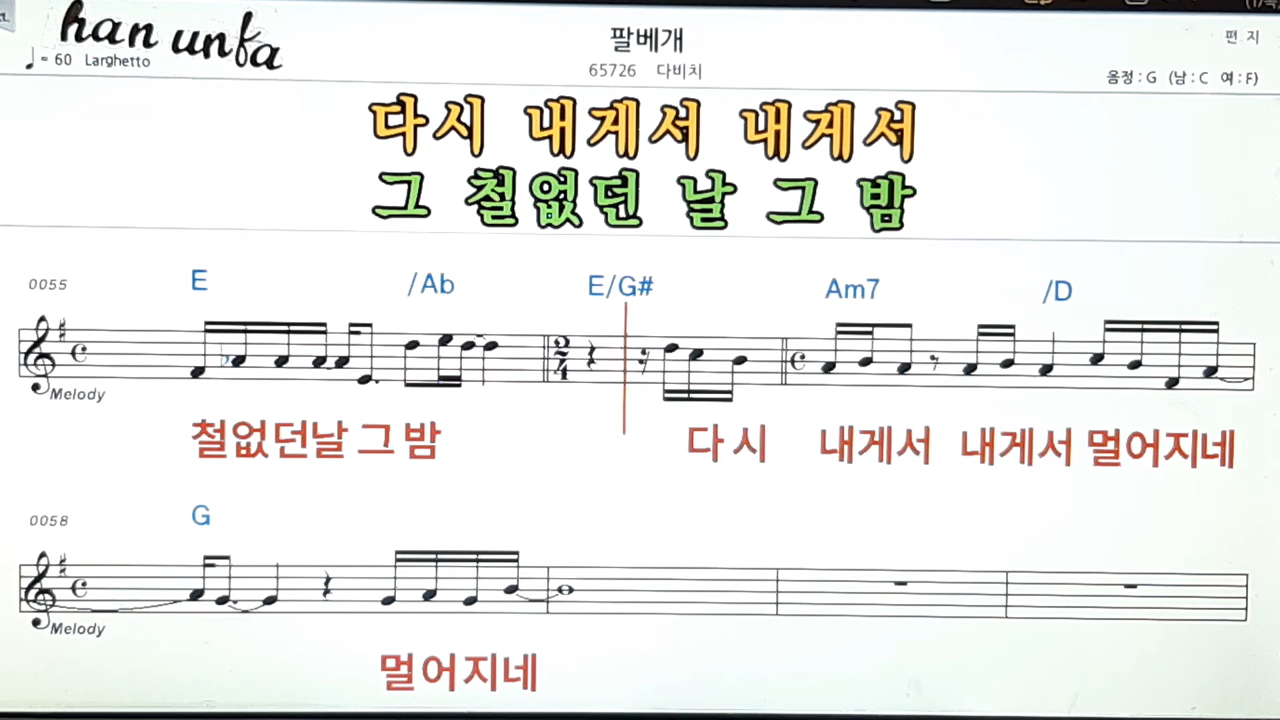 han unfa
♩= 60 Larghetto
팔베개
65726 다비치
편 지
음정 : G (남 : C 여 : F)
다시 내게서 내게서
그 철없던 날 그 밤
0055
E /Ab E/G# Am7 /D
Melody
철없던날 그 밤 다 시 내게서 내게서 멀어지네
0058
G
Melody
멀어지네